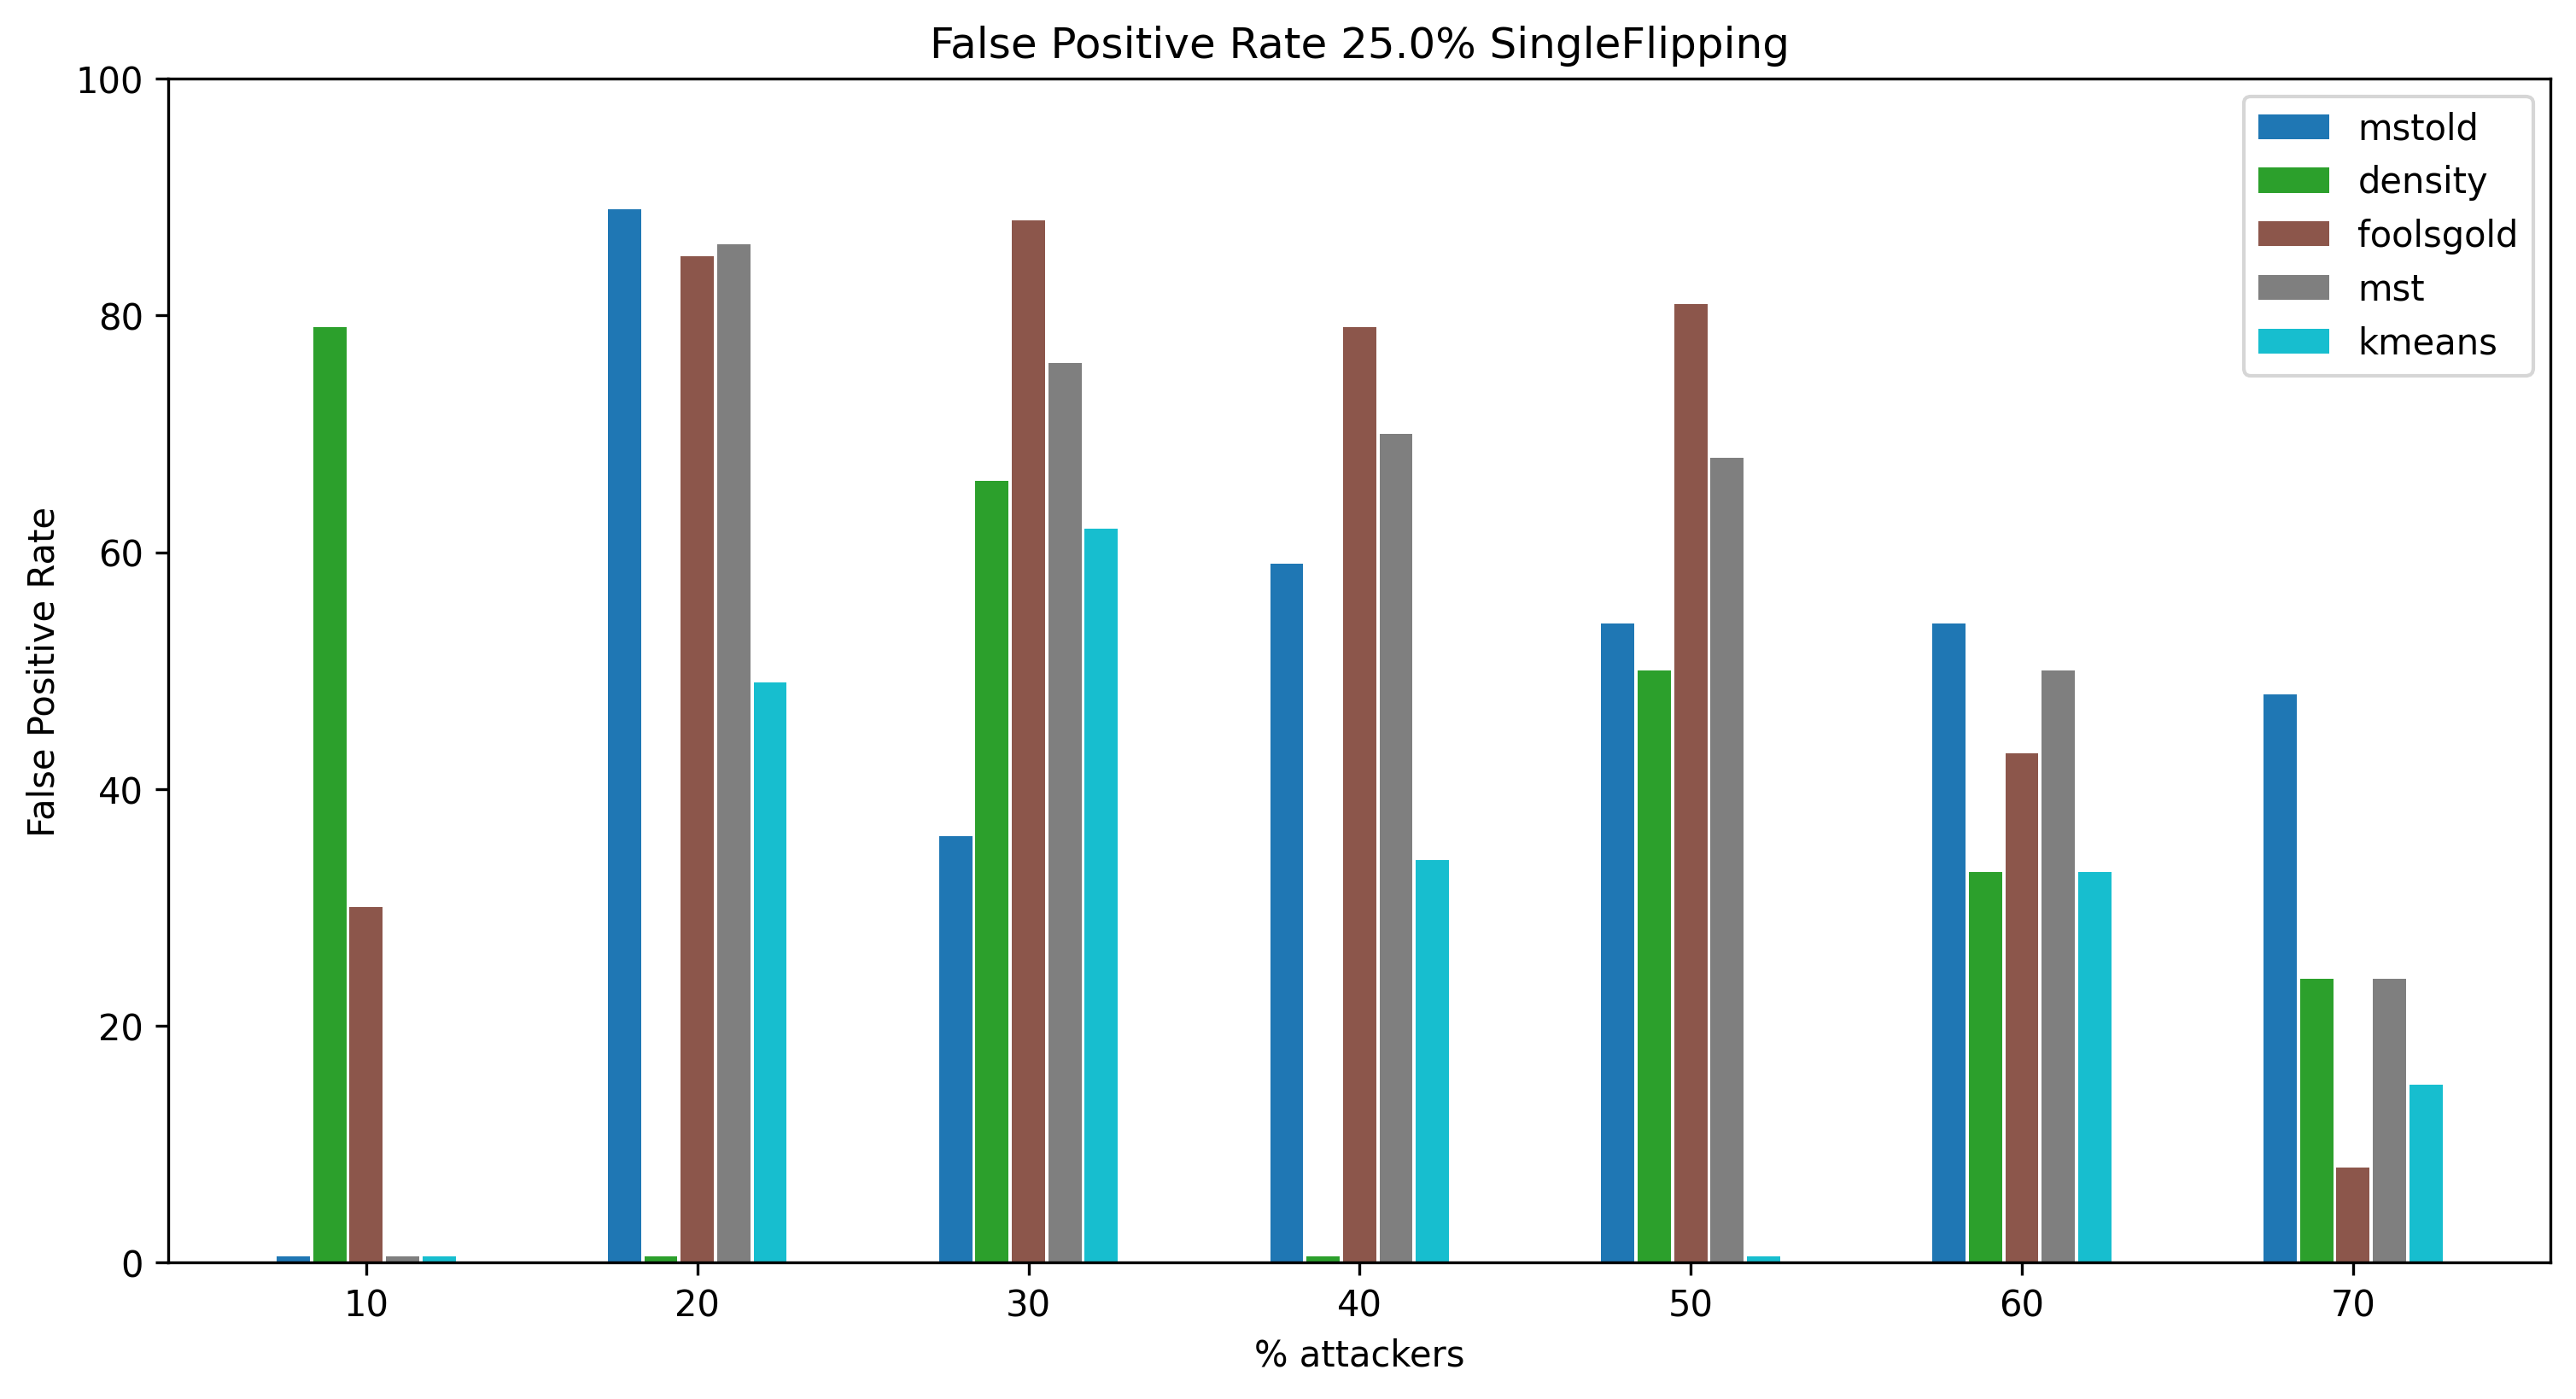 False Positive Rate 25.0% SingleFlipping
100
80
60
40
20
0
False Positive Rate
10 20 30 40 50 60 70
% attackers
mstold
density
foolsgold
mst
kmeans